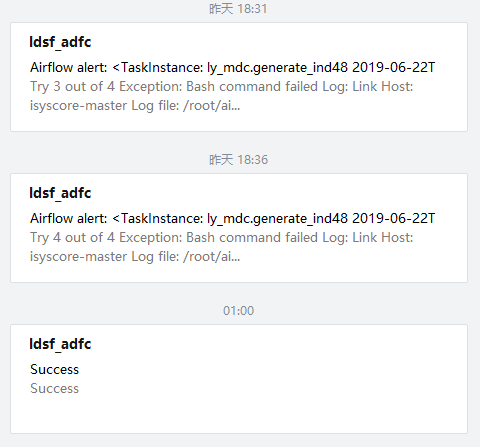 昨天 18:31
ldsf_adfc
Airflow alert: <TaskInstance: ly_mdc.generate_ind48 2019-06-22T
Try 3 out of 4 Exception: Bash command failed Log: Link Host:
isyscore-master Log file: /root/ai...
昨天 18:36
ldsf_adfc
Airflow alert: <TaskInstance: ly_mdc.generate_ind48 2019-06-22T
Try 4 out of 4 Exception: Bash command failed Log: Link Host:
isyscore-master Log file: /root/ai...
01:00
ldsf_adfc
Success
Success